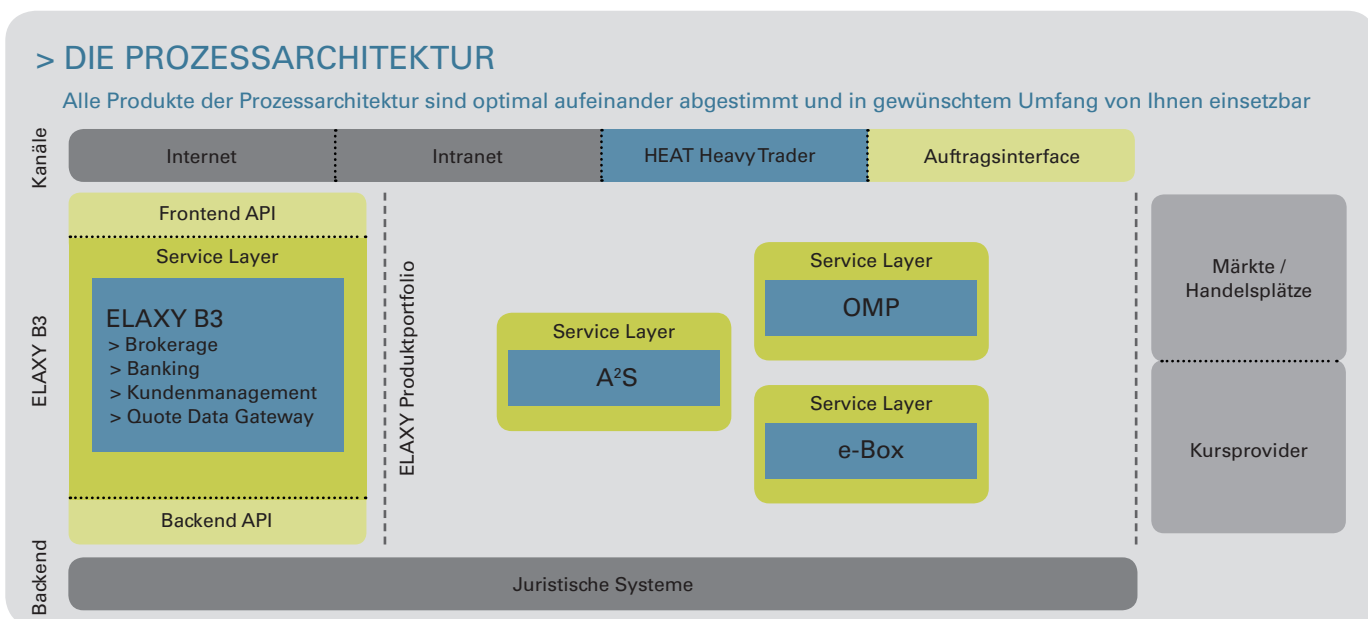 > DIE PROZESSARCHITEKTUR
Alle Produkte der Prozessarchitektur sind optimal aufeinander abgestimmt und in gewünschtem Umfang von Ihnen einsetzbar
Kanäle
Internet
Intranet
HEAT HeavyTrader
Auftragsinterface
ELAXY B3
Frontend API
Service Layer
ELAXY B3
> Brokerage
> Banking
> Kundenmanagement
> Quote Data Gateway
Backend API
ELAXY Produktportfolio
Service Layer
A²S
Service Layer
OMP
Service Layer
e-Box
Märkte /
Handelsplätze
Kursprovider
Backend
Juristische Systeme